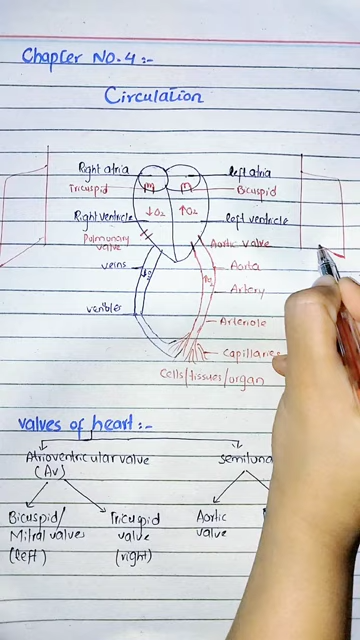 Chapter NO.4:-
Circulation
Right atria
left atria
Tricuspid
Bicuspid
↓O₂
↑O₂
Right ventricle
left ventricle
Pulmonary
valve
Aortic valve
veins
Aorta
Artery
venules
Arteriole
Capillaries
Cells/tissues/organ
valves of heart:-
Atrioventricular valve
(AV)
Bicuspid/
Mitral valve
(left)
Tricuspid
valve
(right)
Aortic
valve